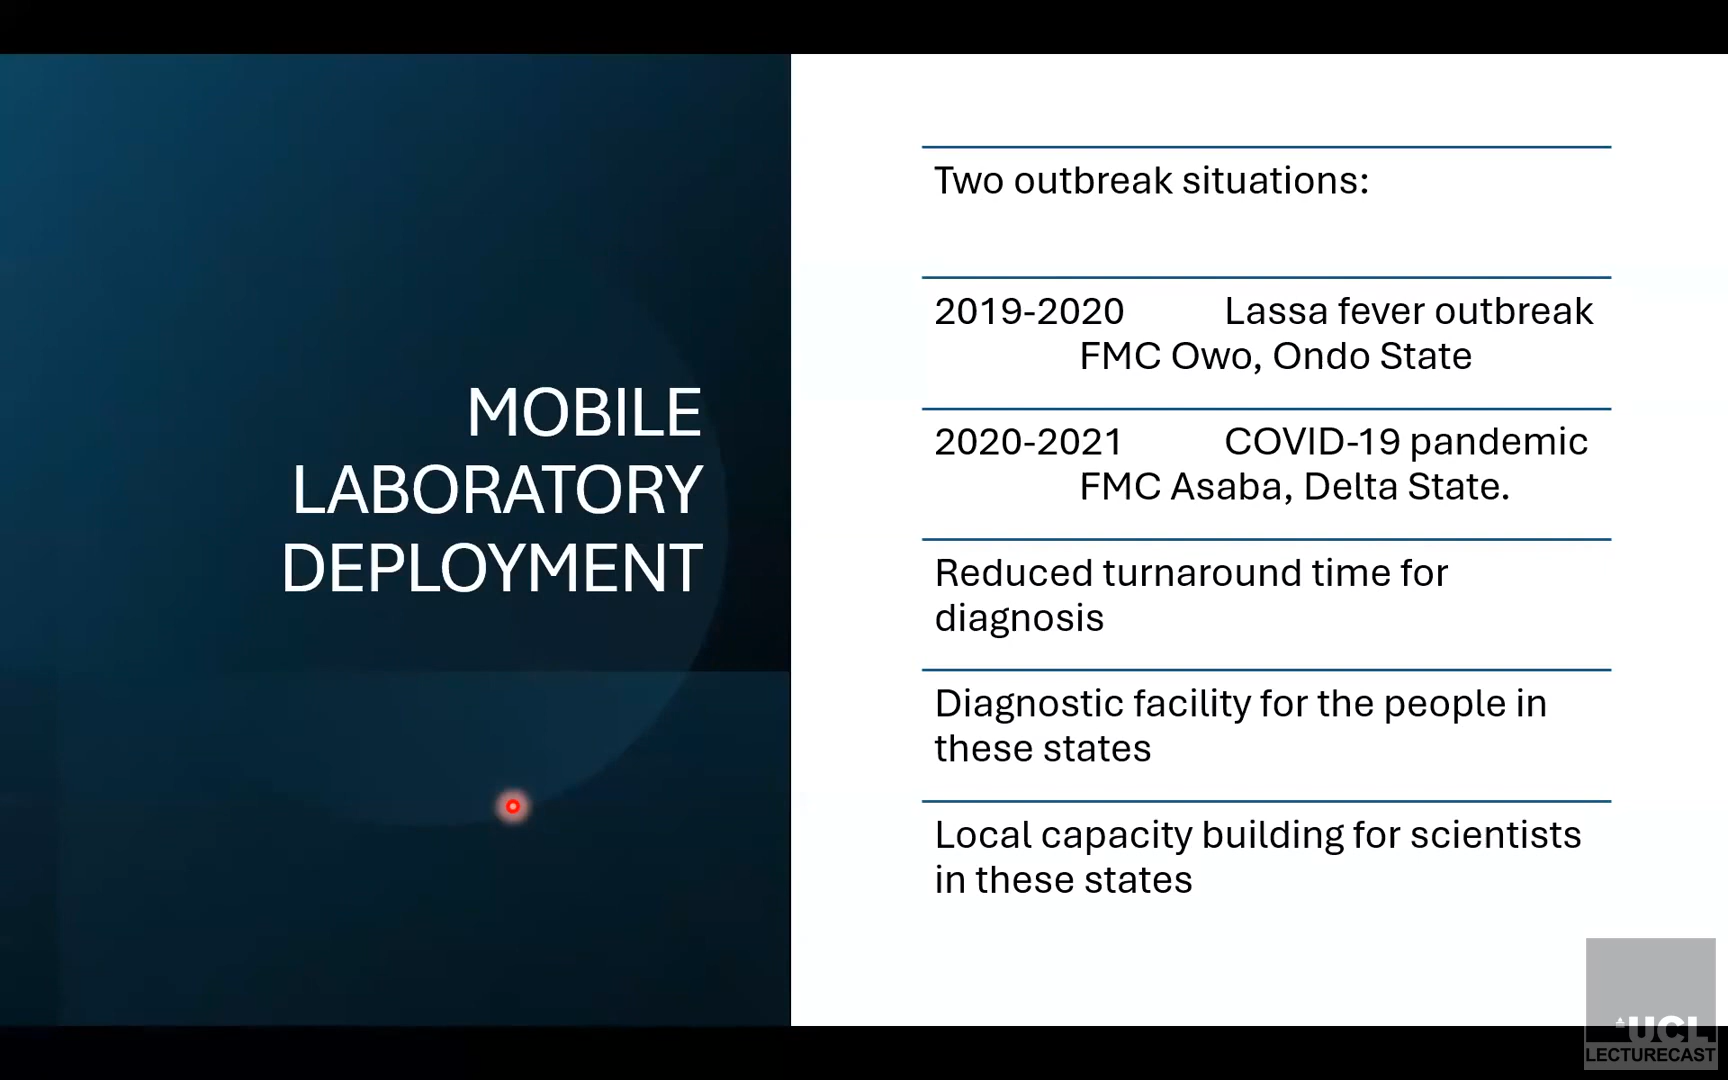 MOBILE
LABORATORY
DEPLOYMENT
Two outbreak situations:
2019-2020 Lassa fever outbreak
FMC Owo, Ondo State
2020-2021 COVID-19 pandemic
FMC Asaba, Delta State.
Reduced turnaround time for
diagnosis
Diagnostic facility for the people in
these states
Local capacity building for scientists
in these states
UCL
LECTURECAST